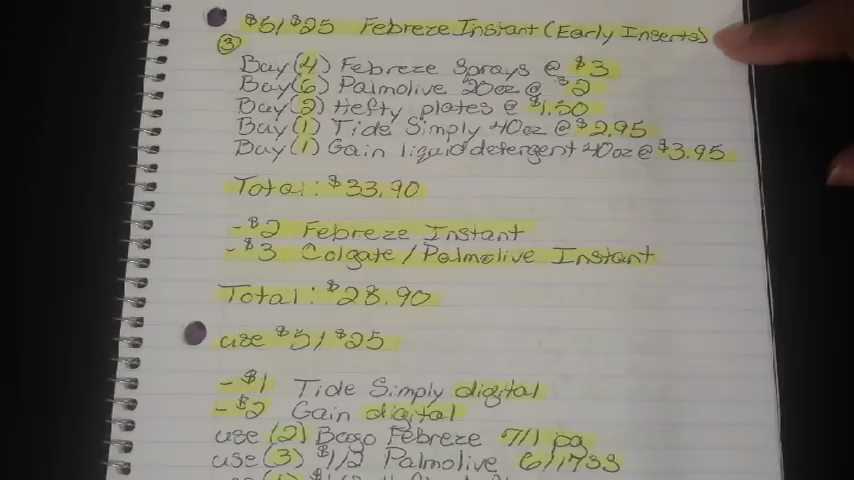 $5/$25 Febreze Instant (Early Inserts)
③
Buy (4) Febreze Sprays @ $3
Buy (6) Palmolive 20oz @ $2
Buy (2) Hefty plates @ $1.50
Buy (1) Tide Simply 40oz @ $2.95
Buy (1) Gain liquid detergent 40oz @ $3.95
Total: $33.90
- $2 Febreze Instant
- $3 Colgate/Palmolive Instant
Total: $28.90
use $5/$25
- $1 Tide Simply digital
- $2 Gain digital
use (2) Bogo Febreze 7/1 pg
use (3) $1/2 Palmolive 6/17SS